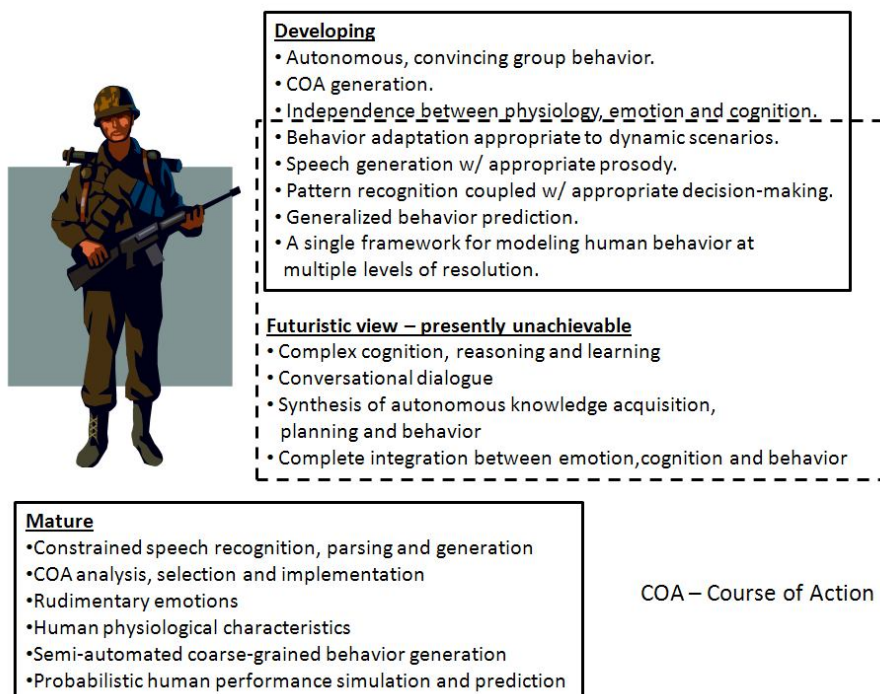 Developing
• Autonomous, convincing group behavior.
• COA generation.
• Independence between physiology, emotion and cognition.
• Behavior adaptation appropriate to dynamic scenarios.
• Speech generation w/ appropriate prosody.
• Pattern recognition coupled w/ appropriate decision-making.
• Generalized behavior prediction.
• A single framework for modeling human behavior at
multiple levels of resolution.
Futuristic view – presently unachievable
• Complex cognition, reasoning and learning
• Conversational dialogue
• Synthesis of autonomous knowledge acquisition,
planning and behavior
• Complete integration between emotion,cognition and behavior
Mature
•Constrained speech recognition, parsing and generation
•COA analysis, selection and implementation
•Rudimentary emotions
•Human physiological characteristics
•Semi-automated coarse-grained behavior generation
•Probabilistic human performance simulation and prediction
COA – Course of Action